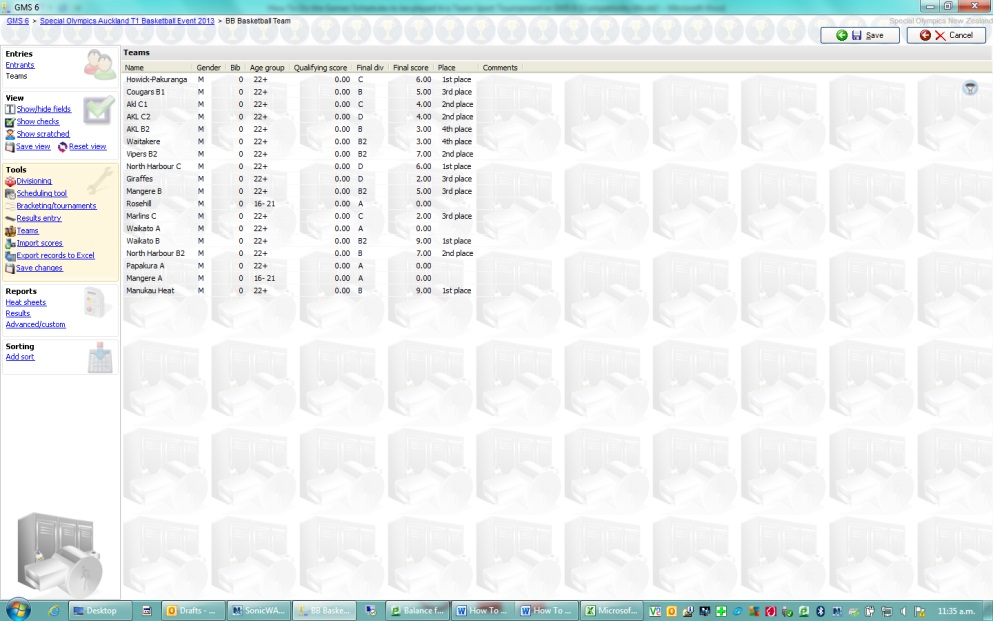 GMS 6
GMS 6 > Special Olympics Auckland T1 Basketball Event 2013 > BB Basketball Team
Special Olympics New Zealand
Save
Cancel
Entries
Entrants
Teams
View
Show/hide fields
Show checks
Show scratched
Save view Reset view
Tools
Divisioning
Scheduling tool
Bracketing/tournaments
Results entry
Teams
Import scores
Export records to Excel
Save changes
Reports
Heat sheets
Results
Advanced/custom
Sorting
Add sort
Teams
Name Gender Bib Age group Qualifying score Final div Final score Place Comments
Howick-Pakuranga M 0 22+ 0.00 C 6.00 1st place
Cougars B1 M 0 22+ 0.00 B 5.00 3rd place
Akl C1 M 0 22+ 0.00 C 4.00 2nd place
AKL C2 M 0 22+ 0.00 D 4.00 2nd place
AKL B2 M 0 22+ 0.00 B 3.00 4th place
Waitakere M 0 22+ 0.00 B2 3.00 4th place
Vipers B2 M 0 22+ 0.00 B2 7.00 2nd place
North Harbour C M 0 22+ 0.00 D 6.00 1st place
Giraffes M 0 22+ 0.00 D 2.00 3rd place
Mangere B M 0 22+ 0.00 B2 5.00 3rd place
Rosehill M 0 16-21 0.00 A 0.00
Marlins C M 0 22+ 0.00 C 2.00 3rd place
Waikato A M 0 22+ 0.00 A 0.00
Waikato B M 0 22+ 0.00 B2 9.00 1st place
North Harbour B2 M 0 22+ 0.00 B 7.00 2nd place
Papakura A M 0 22+ 0.00 A 0.00
Mangere A M 0 16-21 0.00 A 0.00
Manukau Heat M 0 22+ 0.00 B 9.00 1st place
Desktop
Drafts - ...
SonicWA...
BB Baske...
Balance f...
How To ...
How To ...
Microsof...
11:35 a.m.